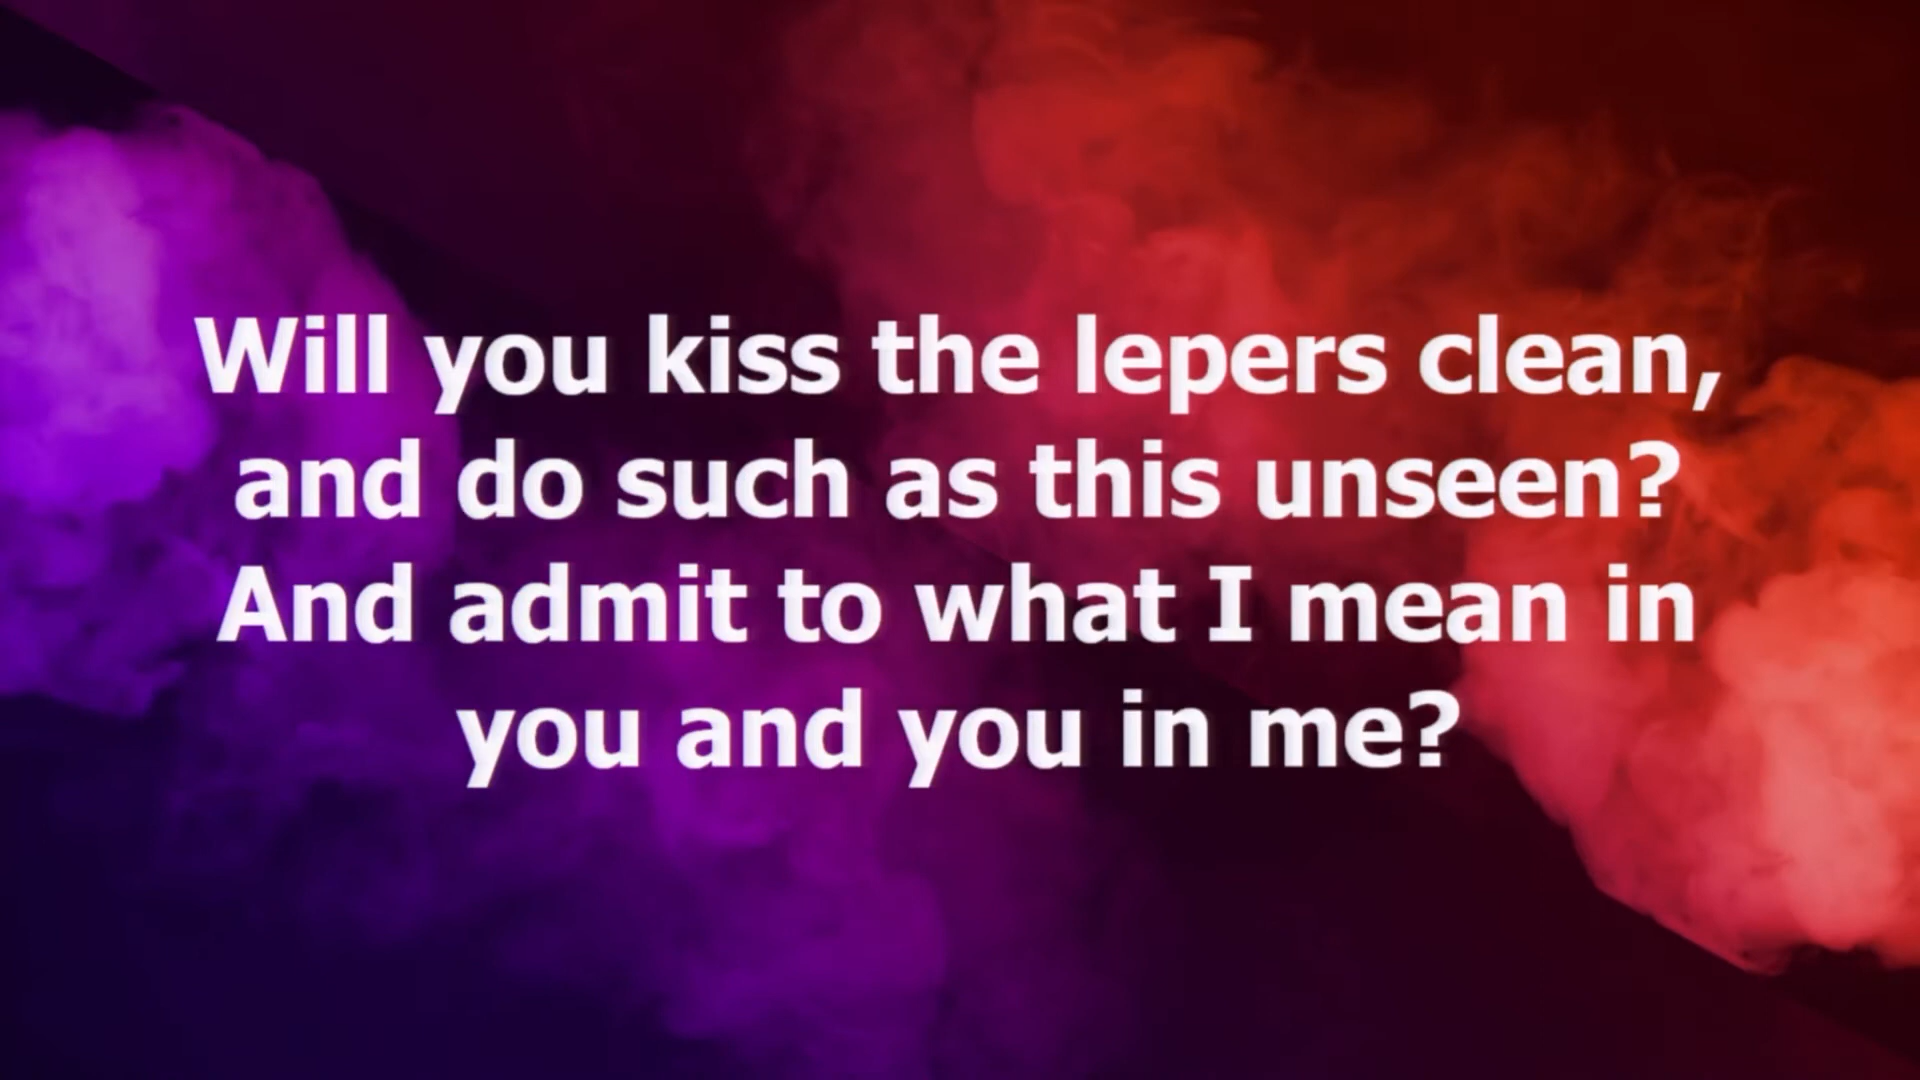 Will you kiss the lepers clean,
and do such as this unseen?
And admit to what I mean in
you and you in me?